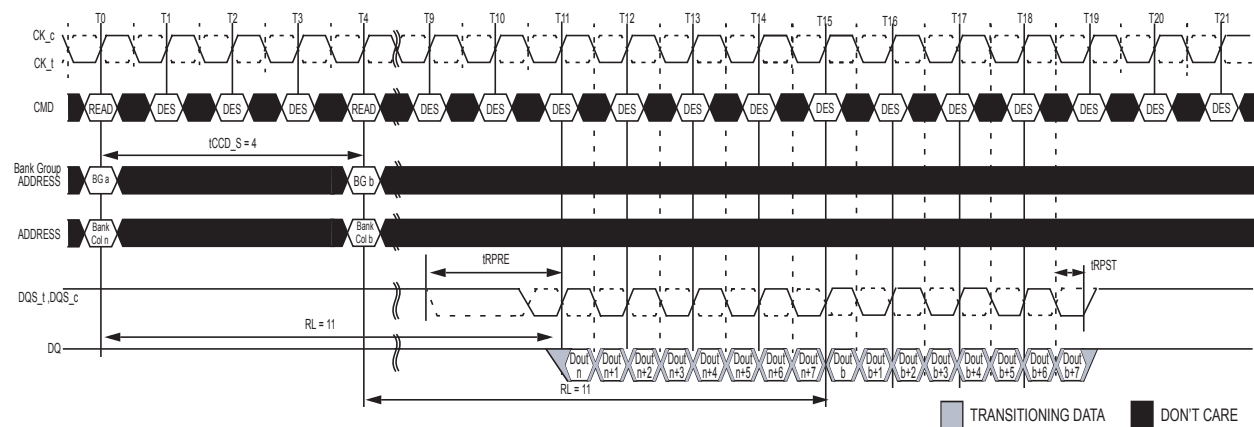 T0 T1 T2 T3 T4 T9 T10 T11 T12 T13 T14 T15 T16 T17 T18 T19 T20 T21
CK_c
CK_t
CMD READ DES DES DES READ DES DES DES DES DES DES DES DES DES DES DES DES DES
tCCD_S = 4
Bank Group
ADDRESS
BG a BG b
ADDRESS
Bank
Col n
Bank
Col b
tRPRE tRPST
DQS_t ,DQS_c
RL = 11
DQ
Dout
n
Dout
n+1
Dout
n+2
Dout
n+3
Dout
n+4
Dout
n+5
Dout
n+6
Dout
n+7
Dout
b
Dout
b+1
Dout
b+2
Dout
b+3
Dout
b+4
Dout
b+5
Dout
b+6
Dout
b+7
RL = 11
TRANSITIONING DATA DON'T CARE